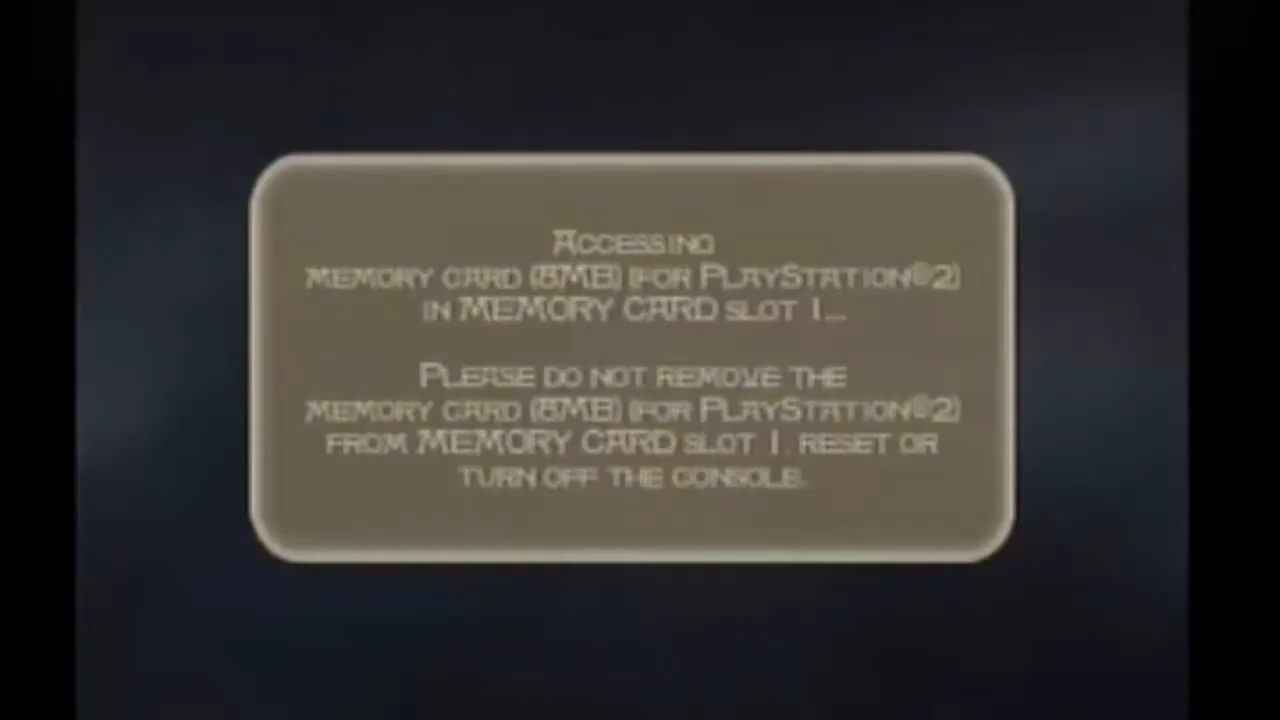 Accessing
memory card (8MB) (for PlayStation®2)
in MEMORY CARD slot 1...
Please do not remove the
memory card (8MB) (for PlayStation®2)
from MEMORY CARD slot 1, reset or
turn off the console.